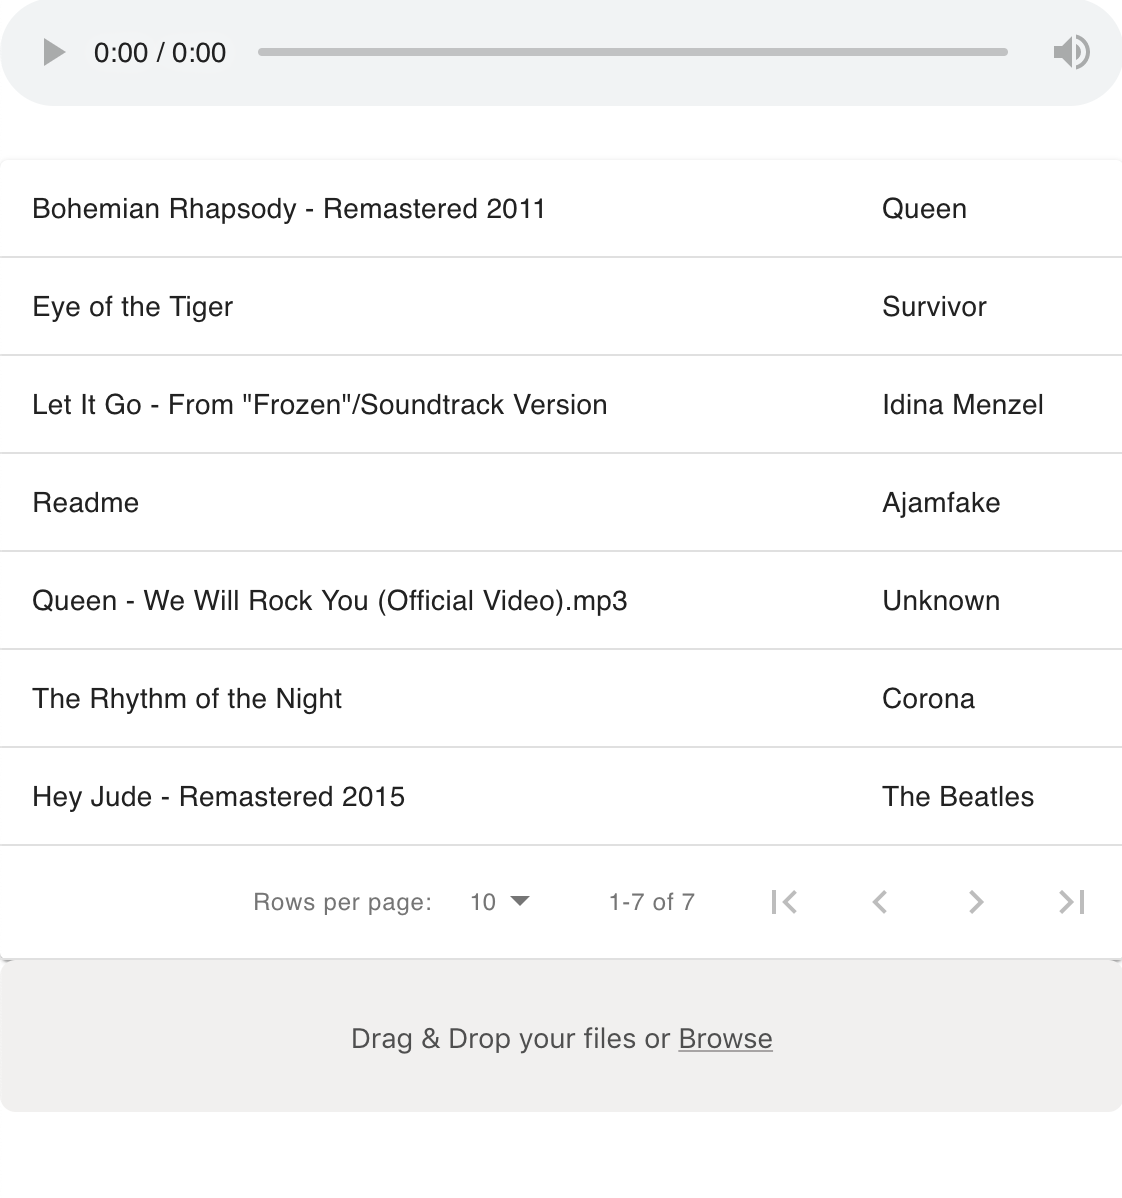 0:00 / 0:00
Bohemian Rhapsody - Remastered 2011 Queen
Eye of the Tiger Survivor
Let It Go - From "Frozen"/Soundtrack Version Idina Menzel
Readme Ajamfake
Queen - We Will Rock You (Official Video).mp3 Unknown
The Rhythm of the Night Corona
Hey Jude - Remastered 2015 The Beatles
Rows per page: 10 1-7 of 7
Drag & Drop your files or Browse